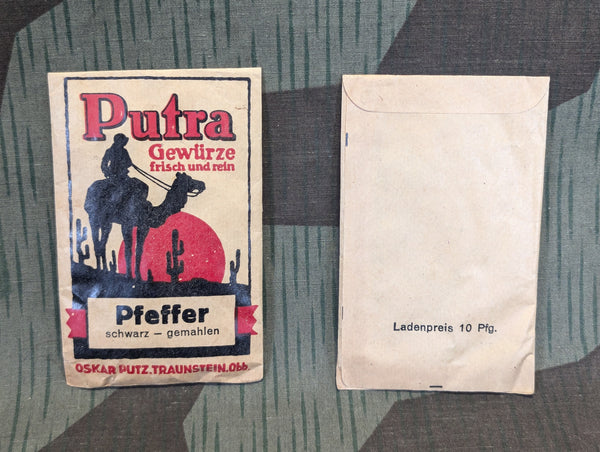 Putra
Gewürze
frisch und rein
Pfeffer
schwarz – gemahlen
OSKAR PUTZ, TRAUNSTEIN, Obb.
Ladenpreis 10 Pfg.